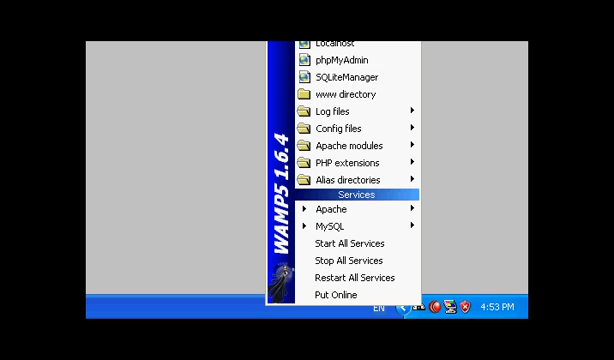 Localhost
phpMyAdmin
SQLiteManager
www directory
Log files
Config files
Apache modules
PHP extensions
Alias directories
Services
Apache
MySQL
Start All Services
Stop All Services
Restart All Services
Put Online
WAMP5 1.6.4
EN
4:53 PM